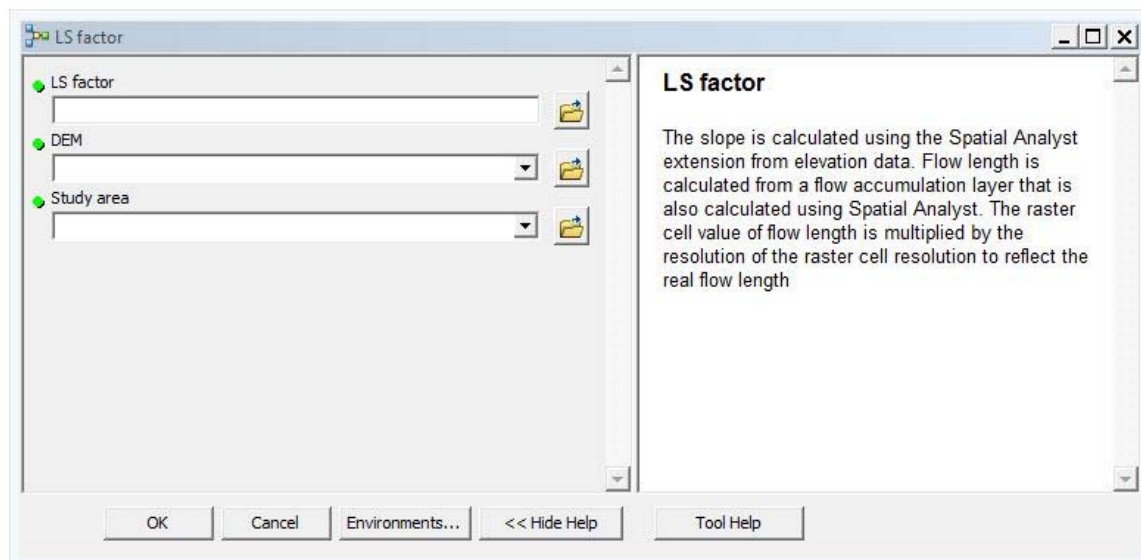 LS factor
LS factor
DEM
Study area
LS factor
The slope is calculated using the Spatial Analyst
extension from elevation data. Flow length is
calculated from a flow accumulation layer that is
also calculated using Spatial Analyst. The raster
cell value of flow length is multiplied by the
resolution of the raster cell resolution to reflect the
real flow length
OK Cancel Environments... << Hide Help Tool Help